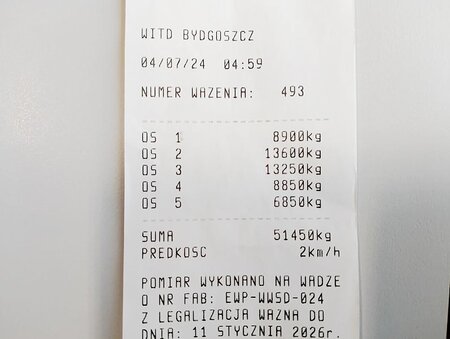 WITD BYDGOSZCZ
04/07/24 04:59
NUMER WAZENIA: 493
OS 1 8900kg
OS 2 13600kg
OS 3 13250kg
OS 4 8850kg
OS 5 6850kg
SUMA 51450kg
PREDKOSC 2km/h
POMIAR WYKONANO NA WADZE
O NR FAB: EWP-WWSD-024
Z LEGALIZACJA WAZNA DO
DNIA: 11 STYCZNIA 2026r.